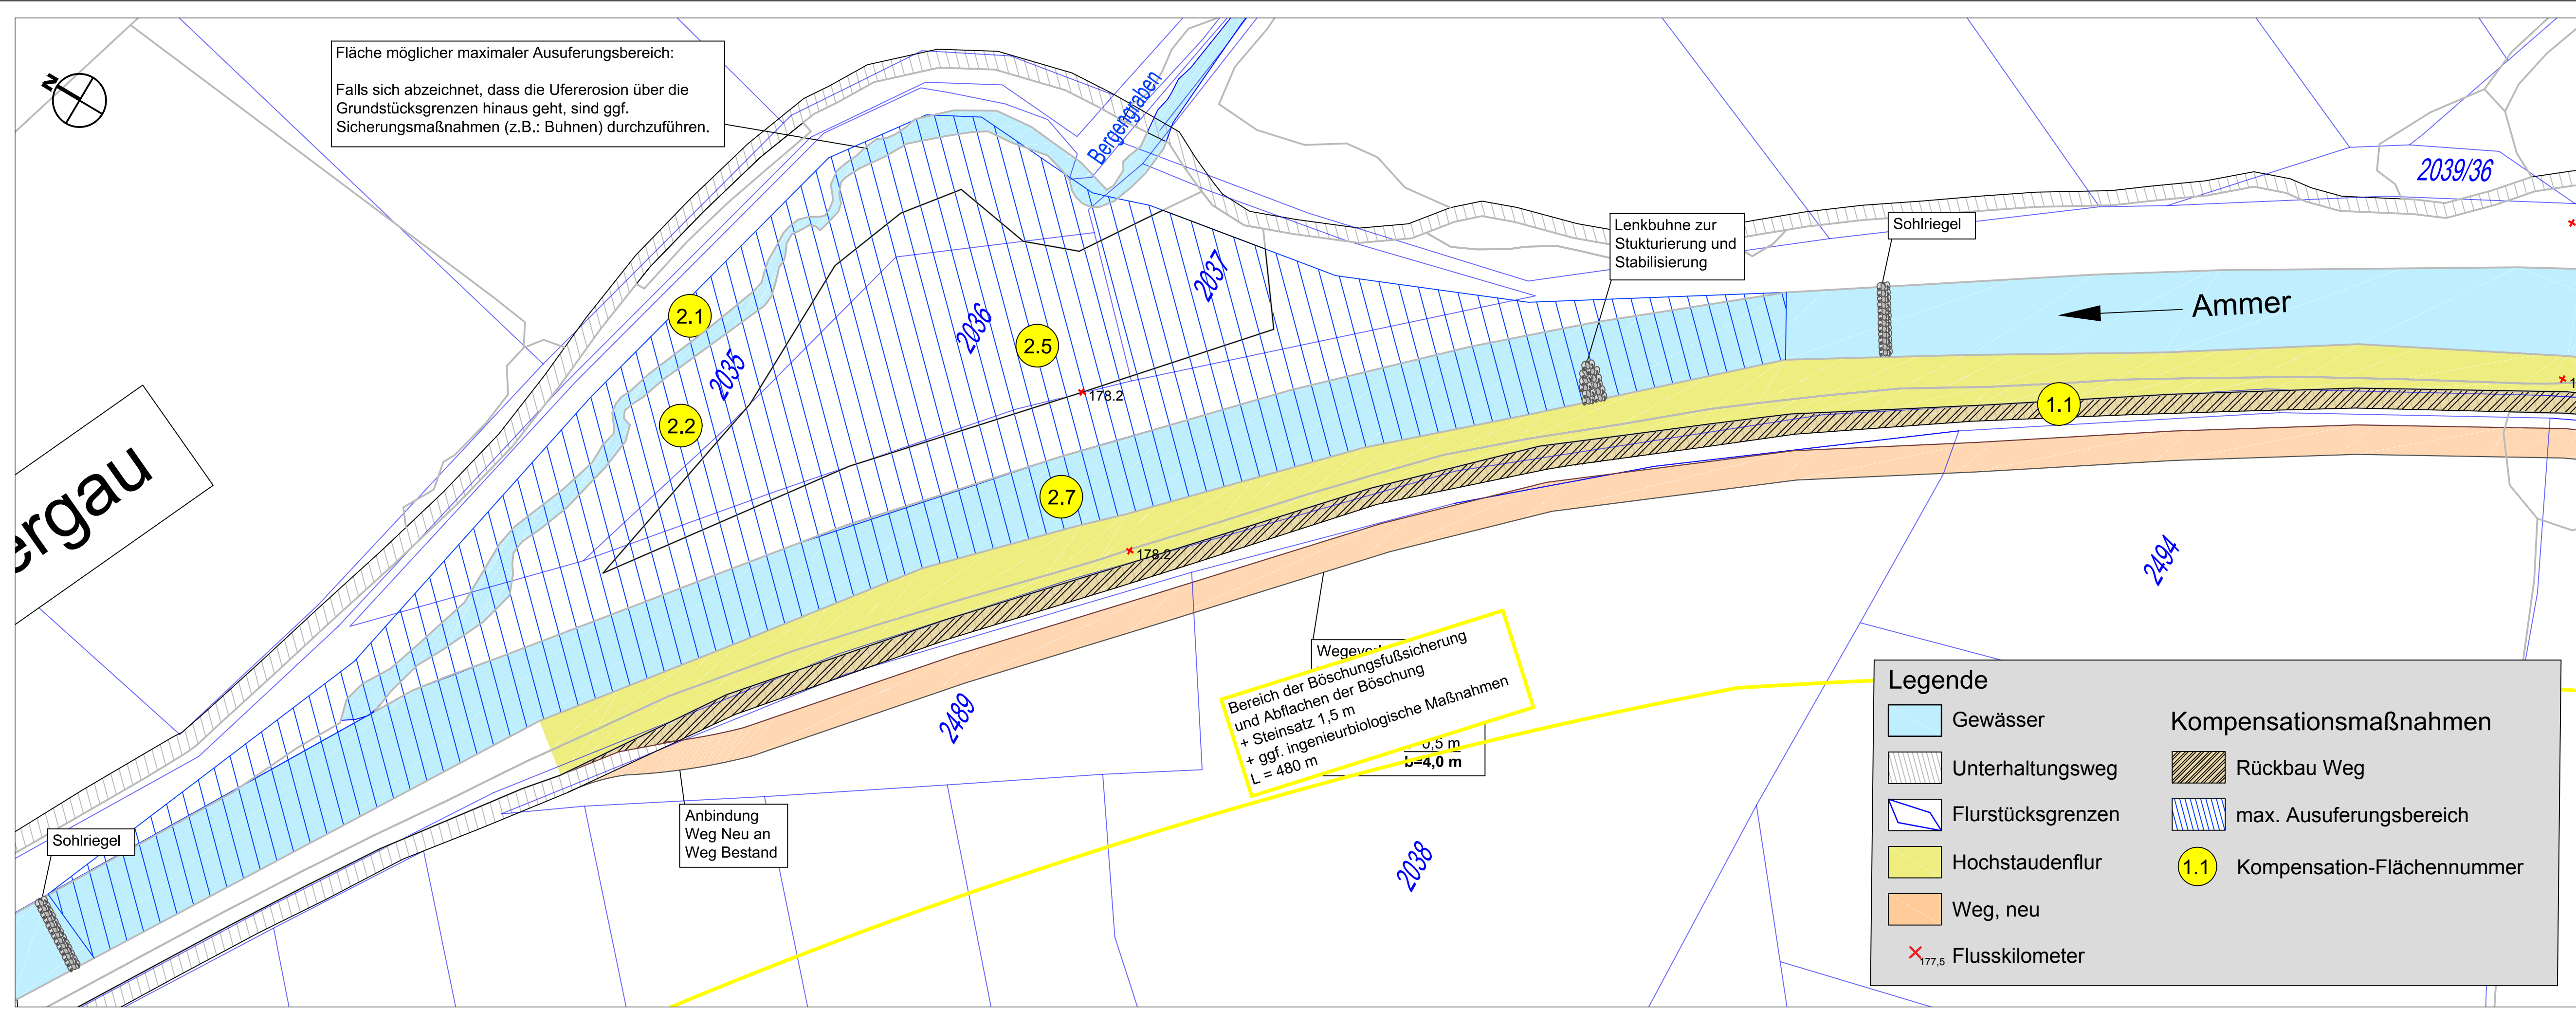 N
Fläche möglicher maximaler Ausuferungsbereich:
Falls sich abzeichnet, dass die Ufererosion über die
Grundstücksgrenzen hinaus geht, sind ggf.
Sicherungsmaßnahmen (z.B.: Buhnen) durchzuführen.
Bergengraben
2039/36
Lenkbuhne zur
Stukturierung und
Stabilisierung
Sohlriegel
Ammer
2.1
2035
2036
2037
2.5
2.2
178.2
1.1
2.7
178.2
ergau
2494
2489
2038
Bereich der Böschungsfußsicherung
und Abflachen der Böschung
+ Steinsatz 1,5 m
+ ggf. ingenieurbiologische Maßnahmen
L = 480 m
0,5 m
b=4,0 m
Anbindung
Weg Neu an
Weg Bestand
Sohlriegel
Legende
Gewässer
Unterhaltungsweg
Flurstücksgrenzen
Hochstaudenflur
Weg, neu
177,5 Flusskilometer
Kompensationsmaßnahmen
Rückbau Weg
max. Ausuferungsbereich
1.1 Kompensation-Flächennummer